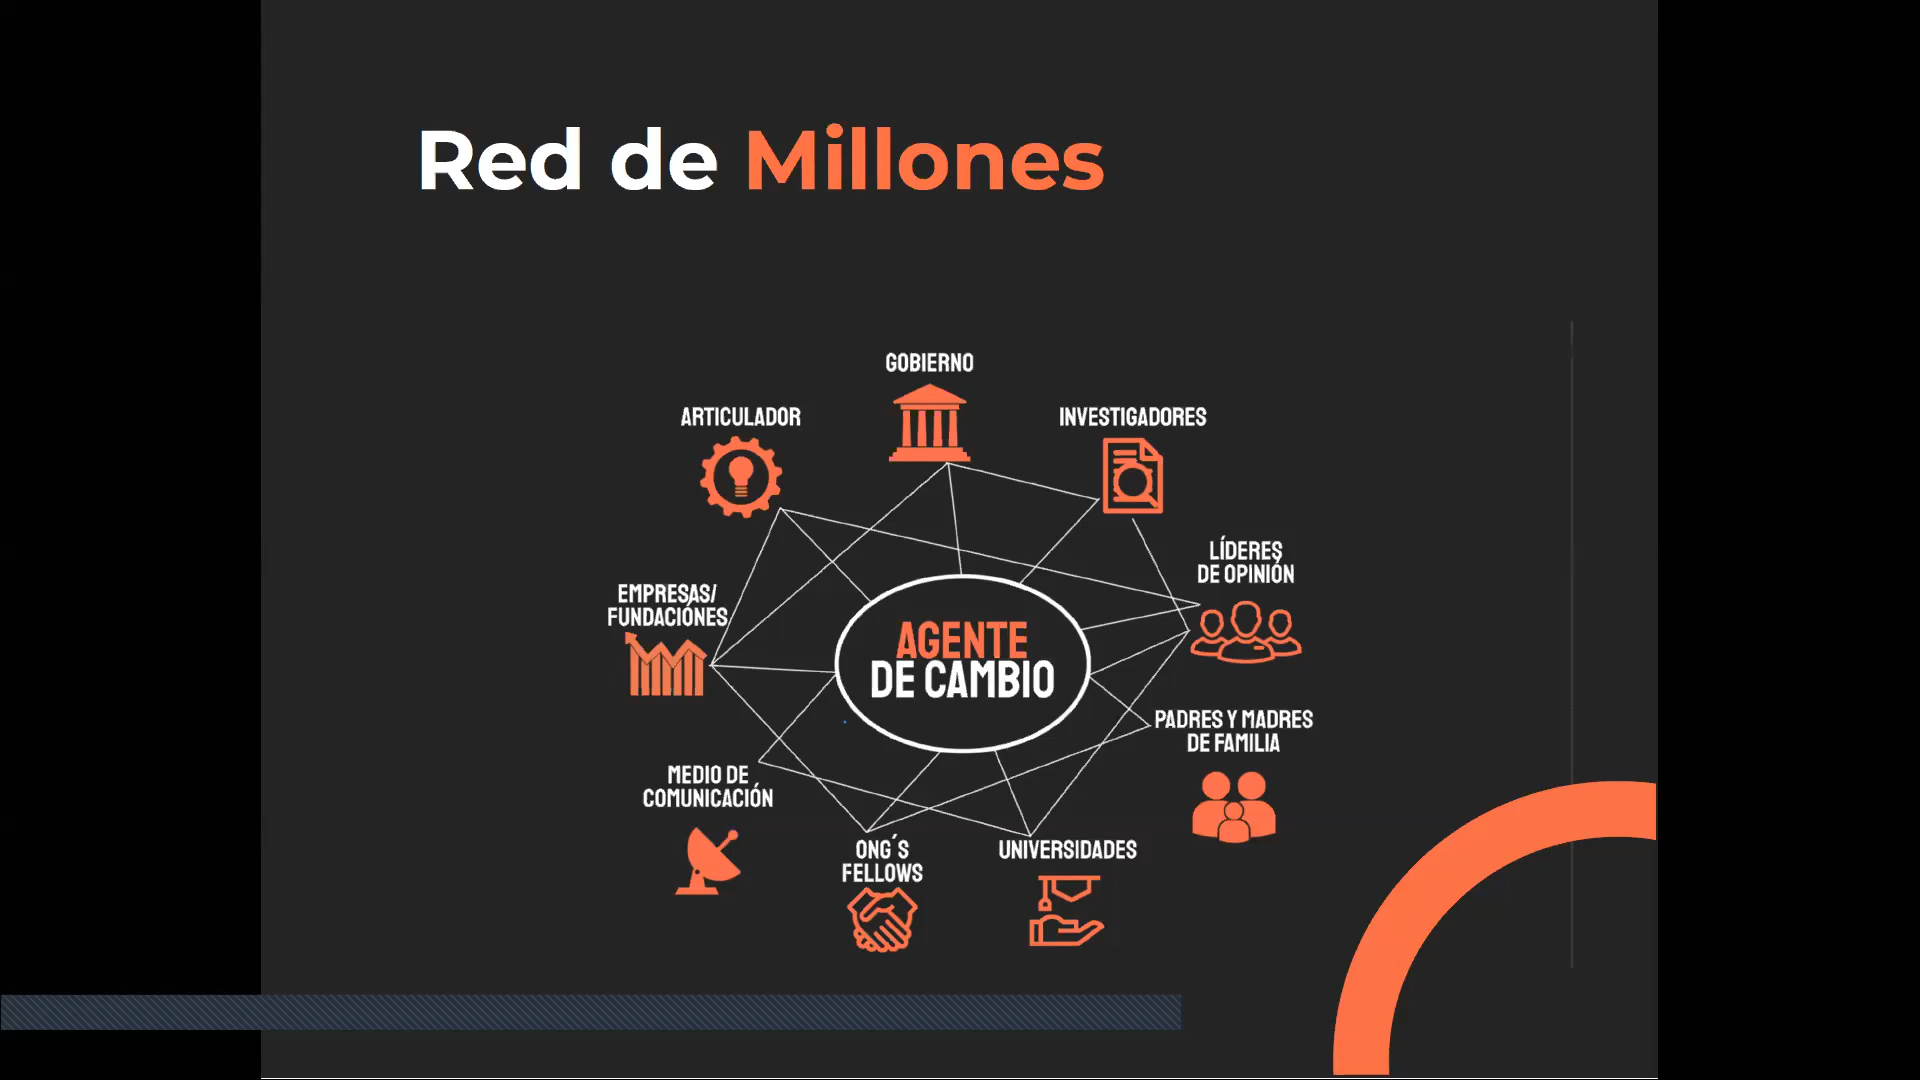 Red de Millones
GOBIERNO
ARTICULADOR
INVESTIGADORES
LÍDERES
DE OPINIÓN
EMPRESAS/
FUNDACIÓNES
AGENTE
DE CAMBIO
PADRES Y MADRES
DE FAMILIA
MEDIO DE
COMUNICACIÓN
ONG´S
FELLOWS
UNIVERSIDADES